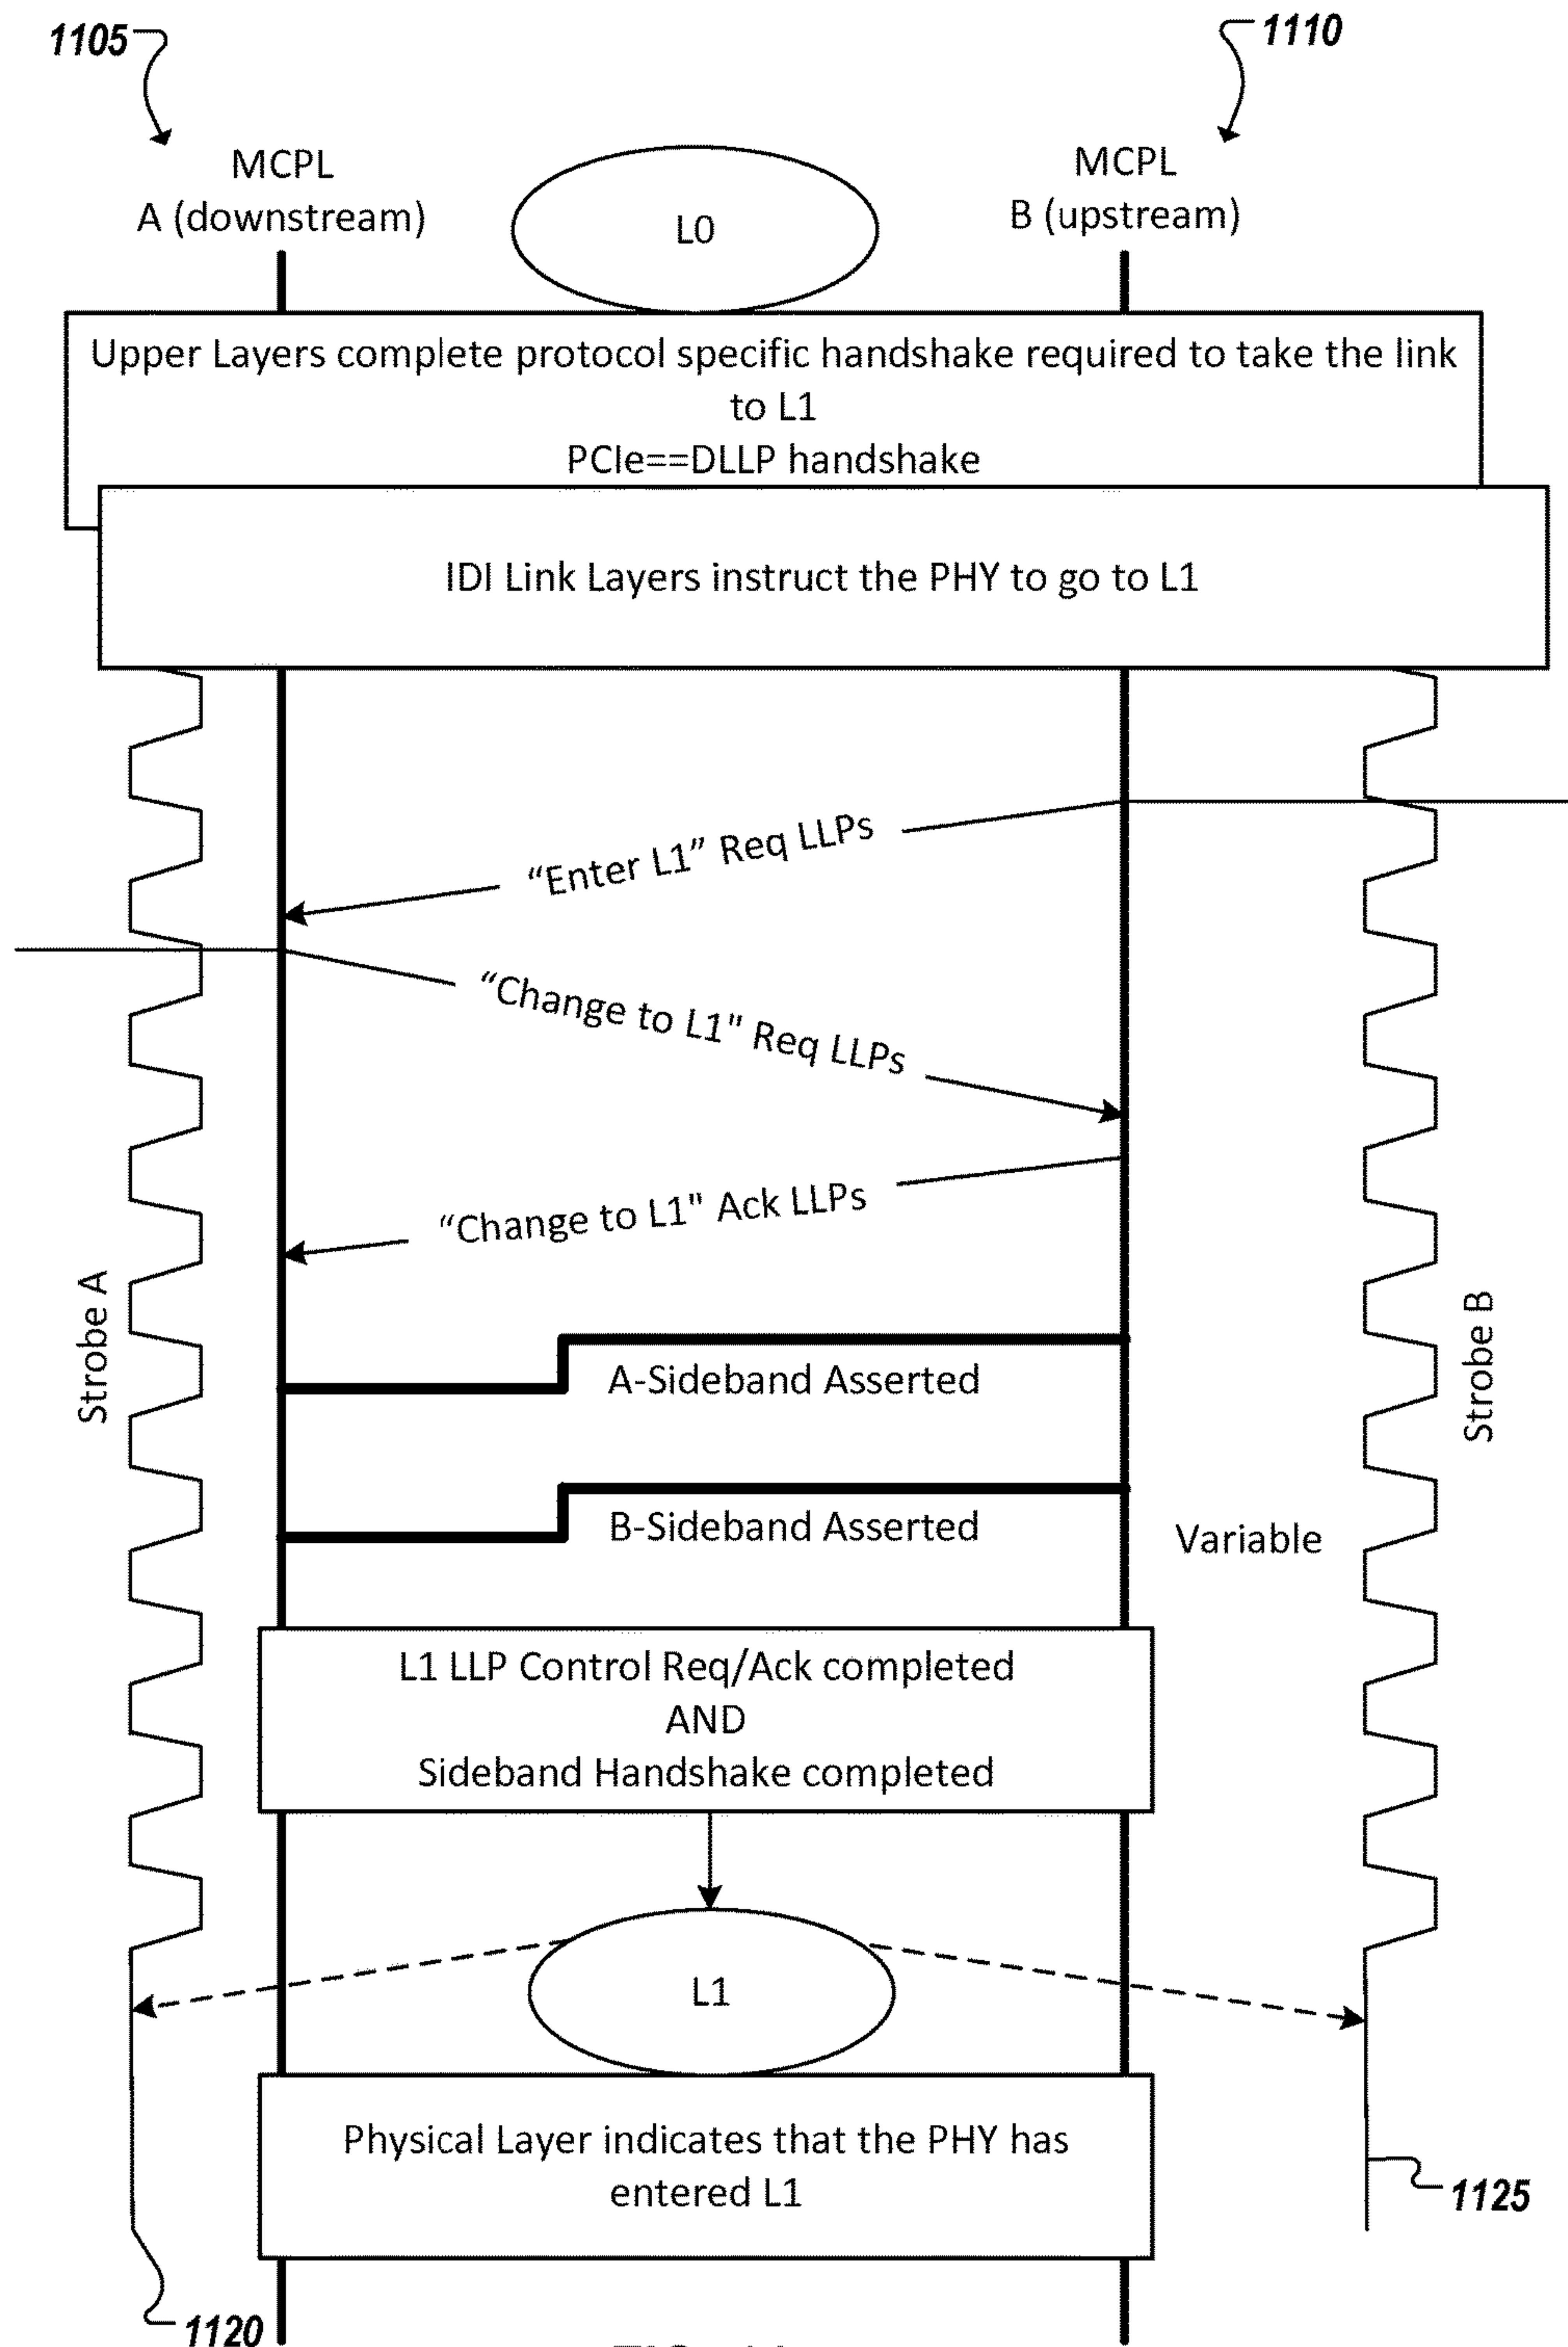 1105
1110
MCPL
A (downstream)
L0
MCPL
B (upstream)
Upper Layers complete protocol specific handshake required to take the link
to L1
PCIe==DLLP handshake
IDI Link Layers instruct the PHY to go to L1
“Enter L1” Req LLPs
“Change to L1" Req LLPs
“Change to L1" Ack LLPs
Strobe A
Strobe B
A-Sideband Asserted
B-Sideband Asserted
Variable
L1 LLP Control Req/Ack completed
AND
Sideband Handshake completed
L1
Physical Layer indicates that the PHY has
entered L1
1125
1120